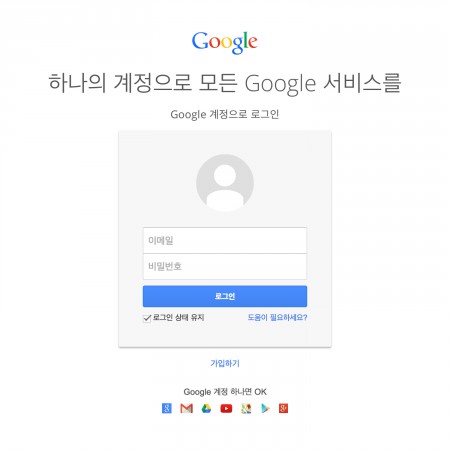 Google
하나의 계정으로 모든 Google 서비스를
Google 계정으로 로그인
이메일
비밀번호
로그인
로그인 상태 유지 도움이 필요하세요?
가입하기
Google 계정 하나면 OK